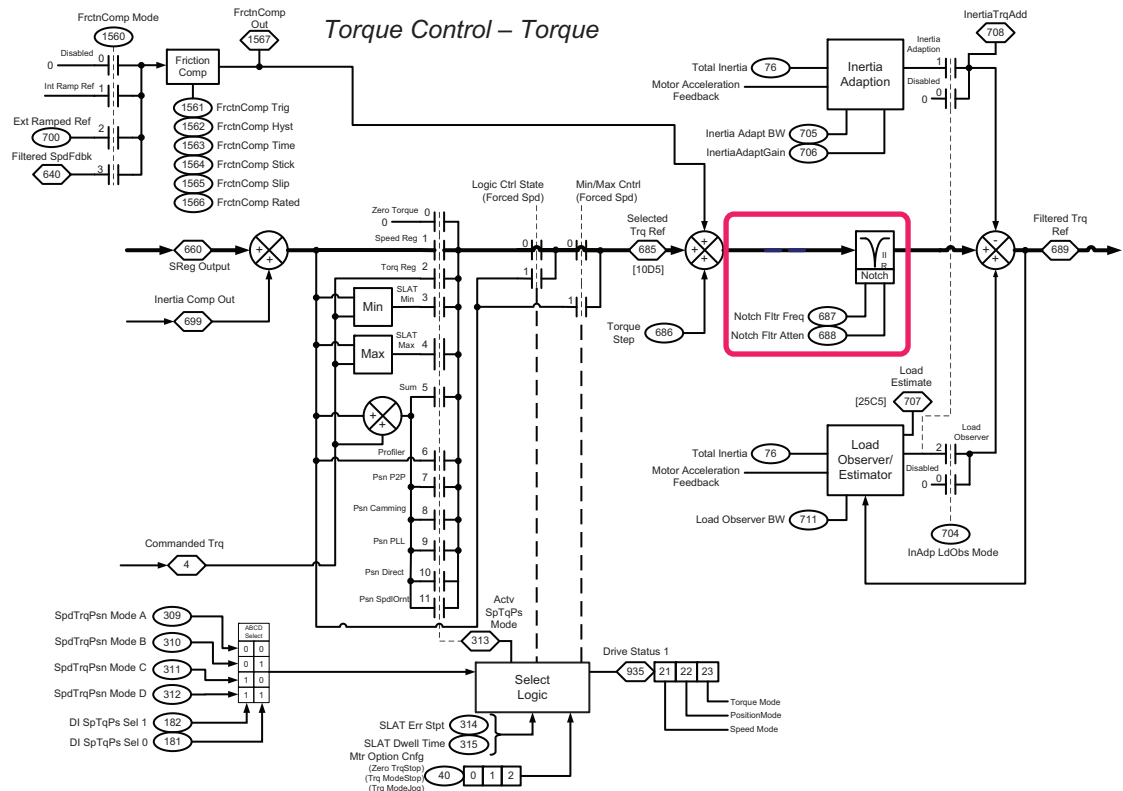 Torque Control – Torque
FrctnComp Mode
1560
Disabled
0
0
Int Ramp Ref
1
Ext Ramped Ref
700
2
Filtered SpdFdbk
640
3
FrctnComp
Out
1567
Friction
Comp
1561 FrctnComp Trig
1562 FrctnComp Hyst
1563 FrctnComp Time
1564 FrctnComp Stick
1565 FrctnComp Slip
1566 FrctnComp Rated
660
SReg Output
+
+
Inertia Comp Out
699
Zero Torque
0
0
Speed Reg 1
Torq Reg 2
Min
SLAT
Min 3
Max
SLAT
Max 4
+
+
Sum 5
Profiler 6
Psn P2P 7
Psn Camming 8
Psn PLL 9
Psn Direct 10
Psn SpdlOrnt 11
Logic Ctrl State
(Forced Spd)
0
1
Min/Max Cntrl
(Forced Spd)
0
1
Selected
Trq Ref
685
[10D5]
+
+
+
Torque
Step
686
II
R
Notch
Notch Fltr Freq 687
Notch Fltr Atten 688
Total Inertia 76
Motor Acceleration
Feedback
Inertia
Adaption
Inertia Adapt BW 705
InertiaAdaptGain 706
Inertia
Adaption
1
Disabled
0
0
InertiaTrqAdd
708
-
+
+
Filtered Trq
Ref
689
Load
Estimate
[25C5] 707
Total Inertia 76
Motor Acceleration
Feedback
Load
Observer/
Estimator
Load Observer BW 711
Load
Observer
2
Disabled
0
0
704
InAdp LdObs Mode
Commanded Trq
4
SpdTrqPsn Mode A 309
SpdTrqPsn Mode B 310
SpdTrqPsn Mode C 311
SpdTrqPsn Mode D 312
DI SpTqPs Sel 1 182
DI SpTqPs Sel 0 181
ABCD
Select
0 0
0 1
1 0
1 1
Actv
SpTqPs
Mode
313
Select
Logic
SLAT Err Stpt 314
SLAT Dwell Time 315
Mtr Option Cnfg
(Zero TrqStop)
(Trq ModeStop)
(Trq ModeJog)
40 0 1 2
Drive Status 1
935 21 22 23
Torque Mode
PositionMode
Speed Mode